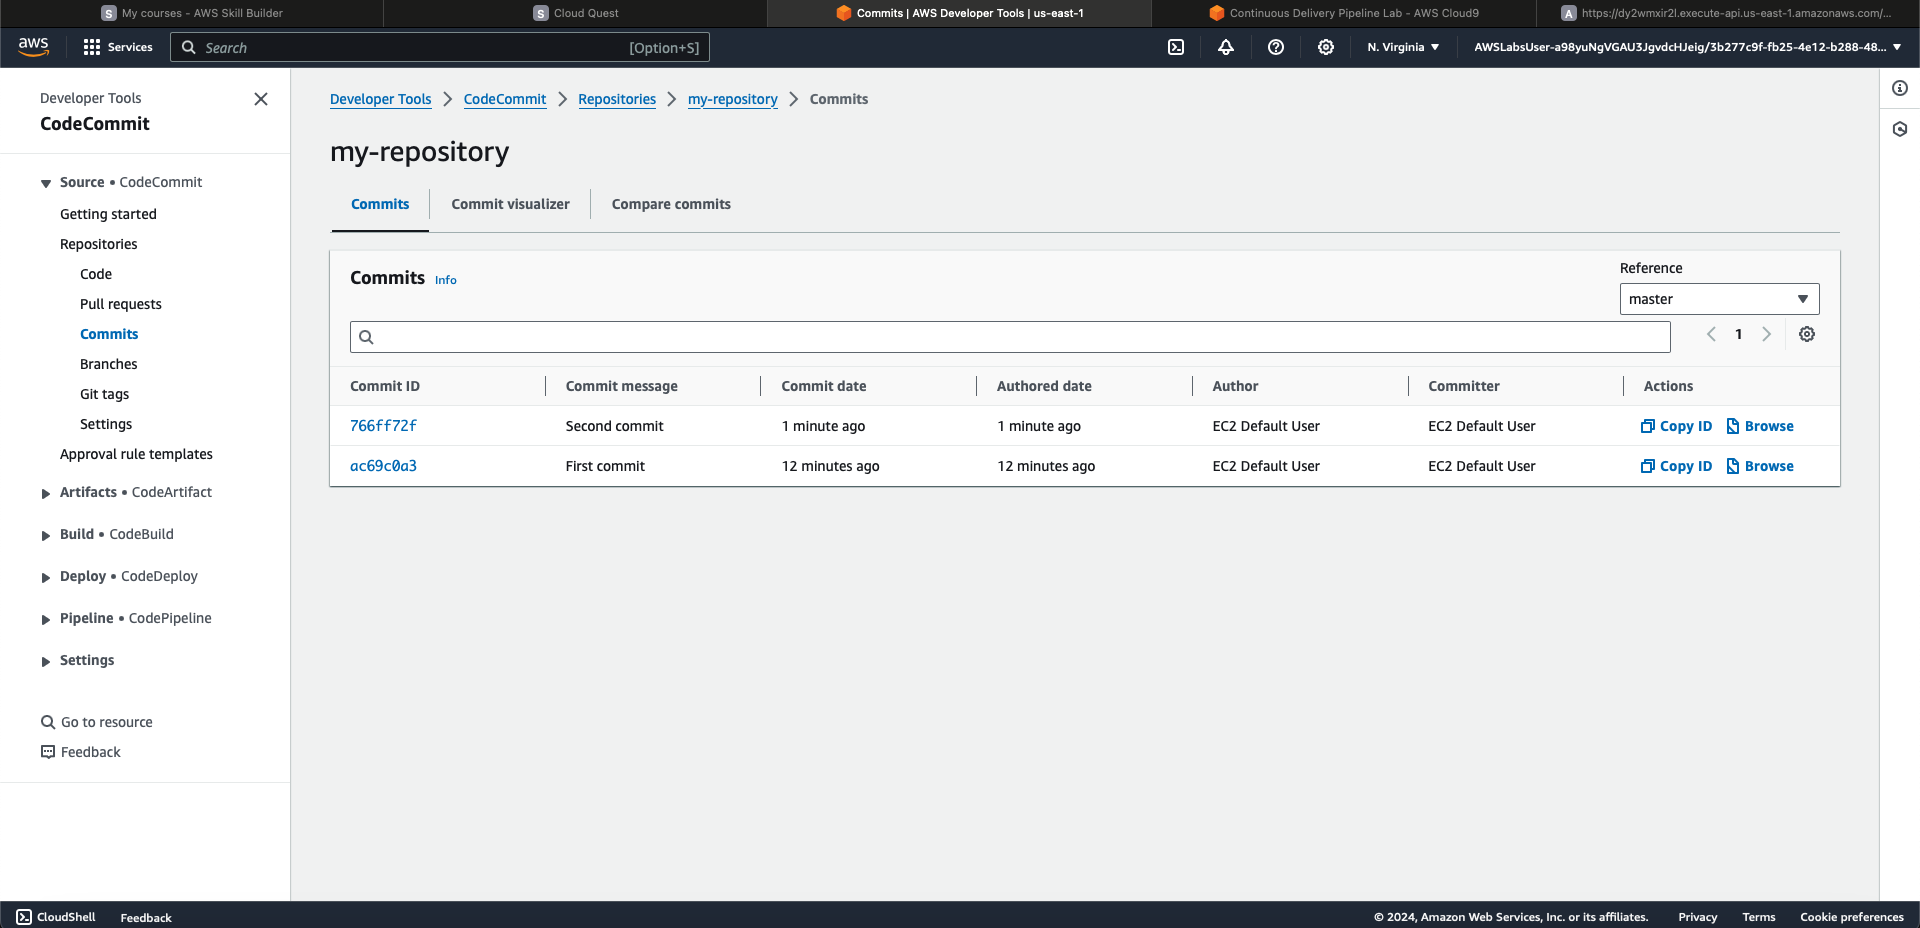 My courses - AWS Skill Builder
Cloud Quest
Commits | AWS Developer Tools | us-east-1
Continuous Delivery Pipeline Lab - AWS Cloud9
https://dy2wmxir2l.execute-api.us-east-1.amazonaws.com/...
aws
Services
Search
[Option+S]
N. Virginia
AWSLabsUser-a98yuNgVGAU3JgvdcHJeig/3b277c9f-fb25-4e12-b288-48...
Developer Tools
CodeCommit
Source • CodeCommit
Getting started
Repositories
Code
Pull requests
Commits
Branches
Git tags
Settings
Approval rule templates
Artifacts • CodeArtifact
Build • CodeBuild
Deploy • CodeDeploy
Pipeline • CodePipeline
Settings
Go to resource
Feedback
Developer Tools > CodeCommit > Repositories > my-repository > Commits
my-repository
Commits
Commit visualizer
Compare commits
Commits Info
Reference
master
1
Commit ID Commit message Commit date Authored date Author Committer Actions
766ff72f Second commit 1 minute ago 1 minute ago EC2 Default User EC2 Default User Copy ID Browse
ac69c0a3 First commit 12 minutes ago 12 minutes ago EC2 Default User EC2 Default User Copy ID Browse
CloudShell
Feedback
© 2024, Amazon Web Services, Inc. or its affiliates.
Privacy
Terms
Cookie preferences